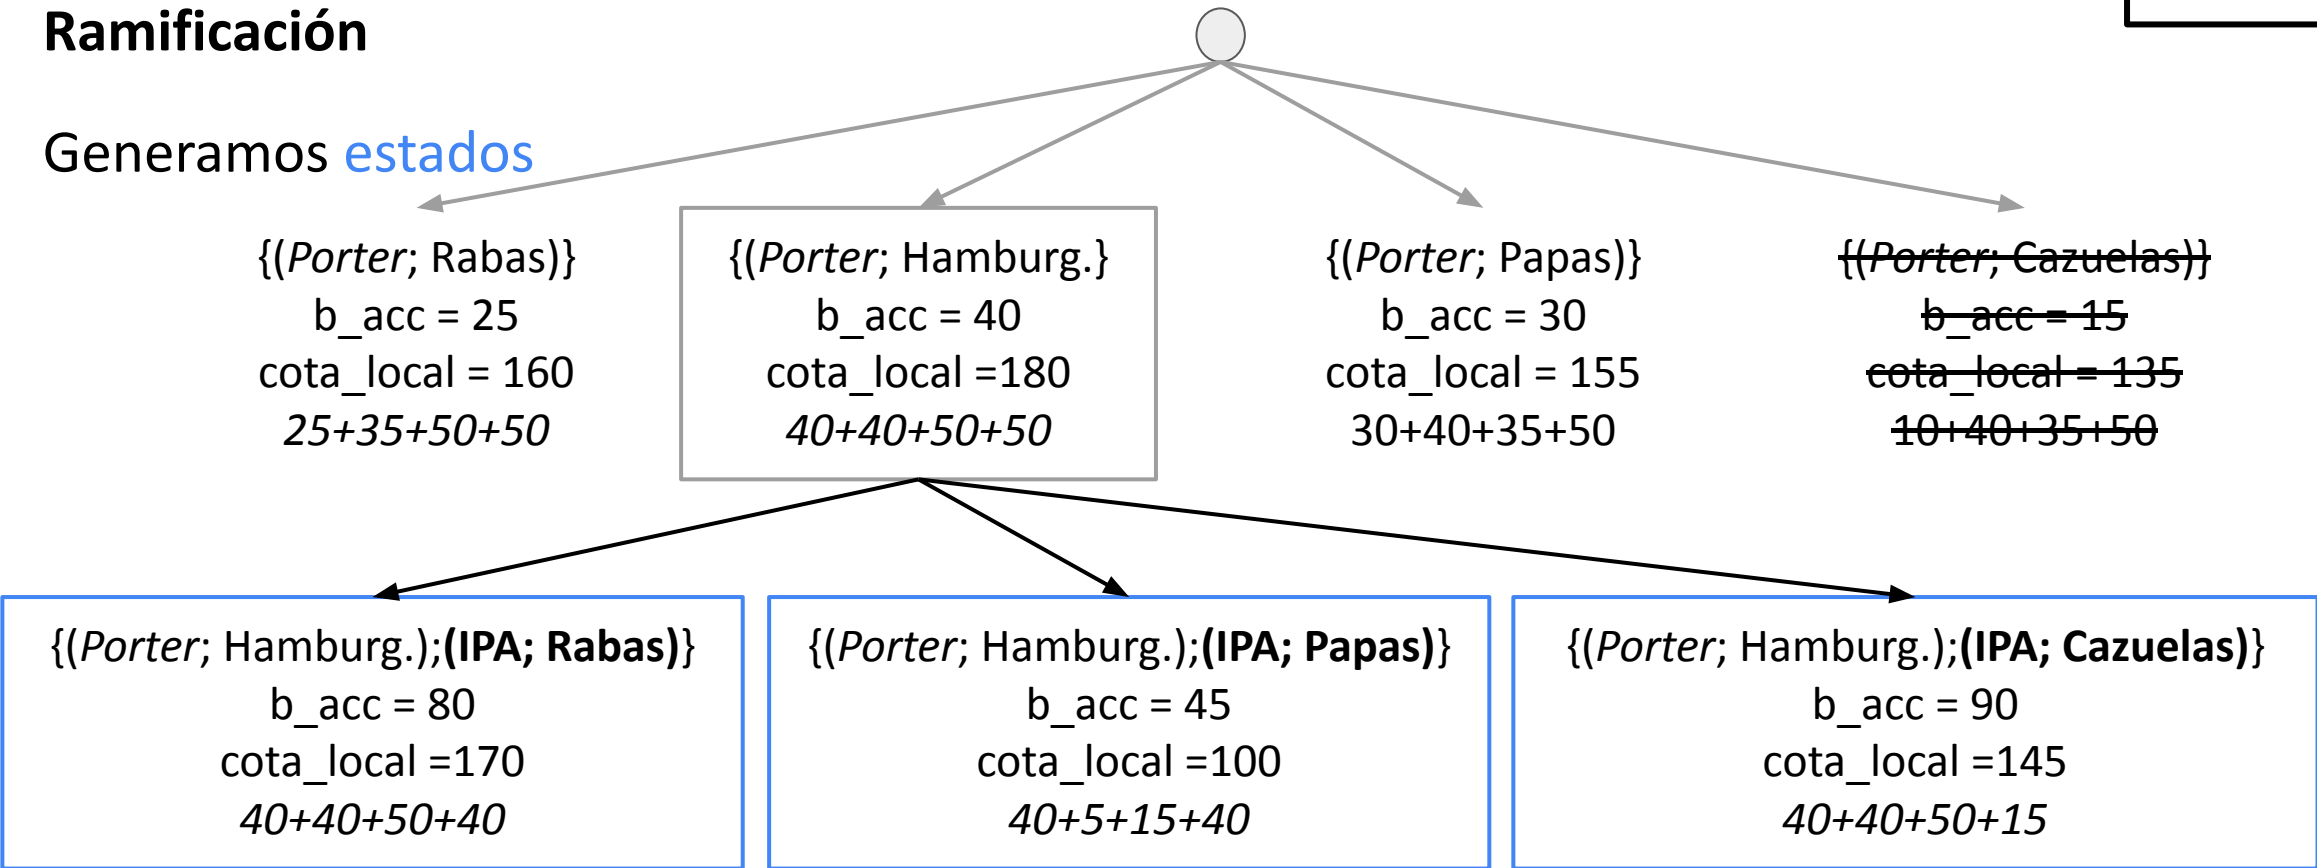 Ramificación
Generamos estados
{(Porter; Rabas)}
b_acc = 25
cota_local = 160
25+35+50+50
{(Porter; Hamburg.}
b_acc = 40
cota_local =180
40+40+50+50
{(Porter; Papas)}
b_acc = 30
cota_local = 155
30+40+35+50
{(Porter; Cazuelas)}
b_acc = 15
cota_local = 135
10+40+35+50
{(Porter; Hamburg.);(IPA; Rabas)}
b_acc = 80
cota_local =170
40+40+50+40
{(Porter; Hamburg.);(IPA; Papas)}
b_acc = 45
cota_local =100
40+5+15+40
{(Porter; Hamburg.);(IPA; Cazuelas)}
b_acc = 90
cota_local =145
40+40+50+15